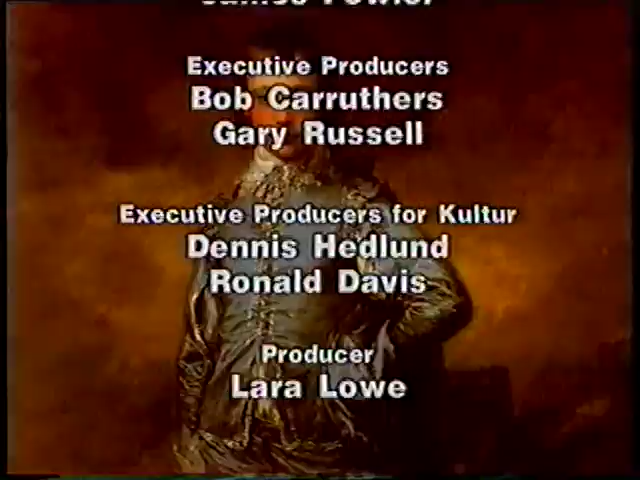 Executive Producers
Bob Carruthers
Gary Russell
Executive Producers for Kultur
Dennis Hedlund
Ronald Davis
Producer
Lara Lowe